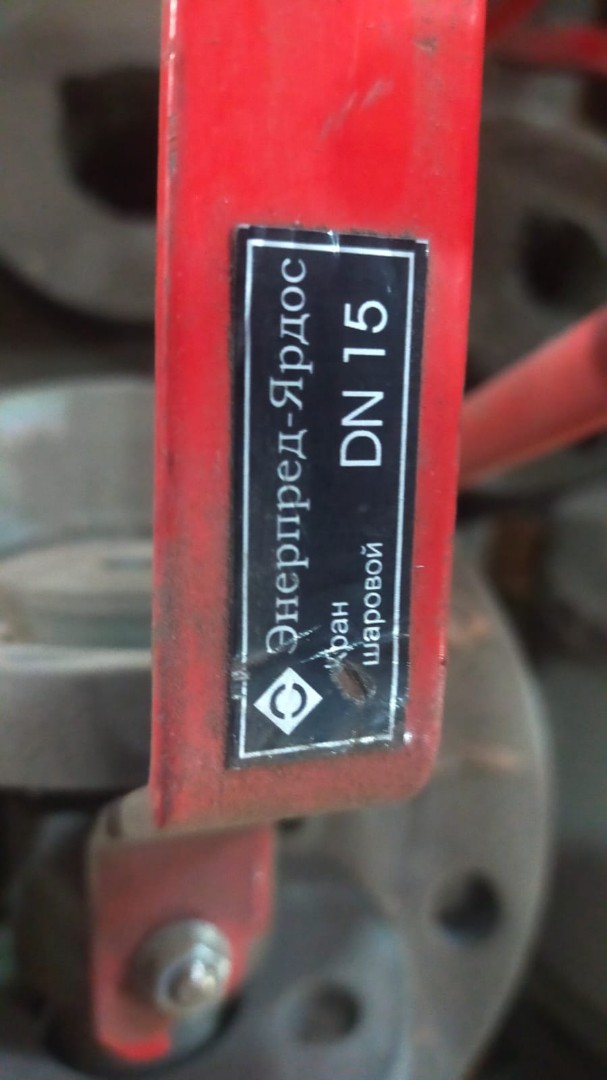 Энерпред-Ярдос
кран
шаровой
DN 15